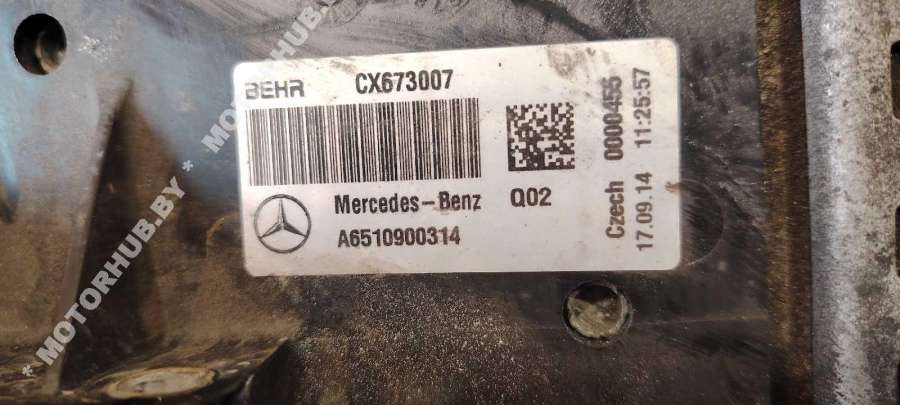 BEHR CX673007
Mercedes-Benz Q02
A6510900314
Czech 0000455
17.09.14 11:25:57
* MOTORHUB.BY * MOTORHUB.BY